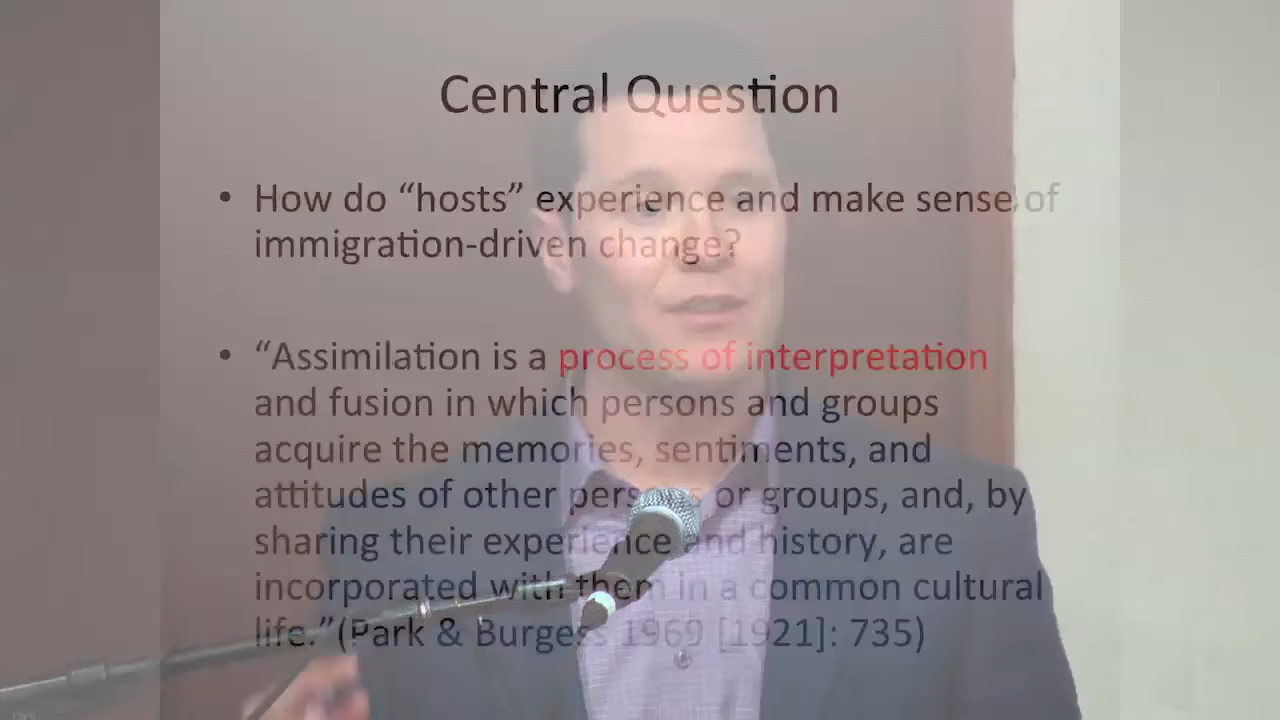 Central Question
• How do “hosts” experience and make sense of
immigration-driven change?
• “Assimilation is a process of interpretation
and fusion in which persons and groups
acquire the memories, sentiments, and
attitudes of other persons or groups, and, by
sharing their experience and history, are
incorporated with them in a common cultural
life.”(Park & Burgess 1969 [1921]: 735)